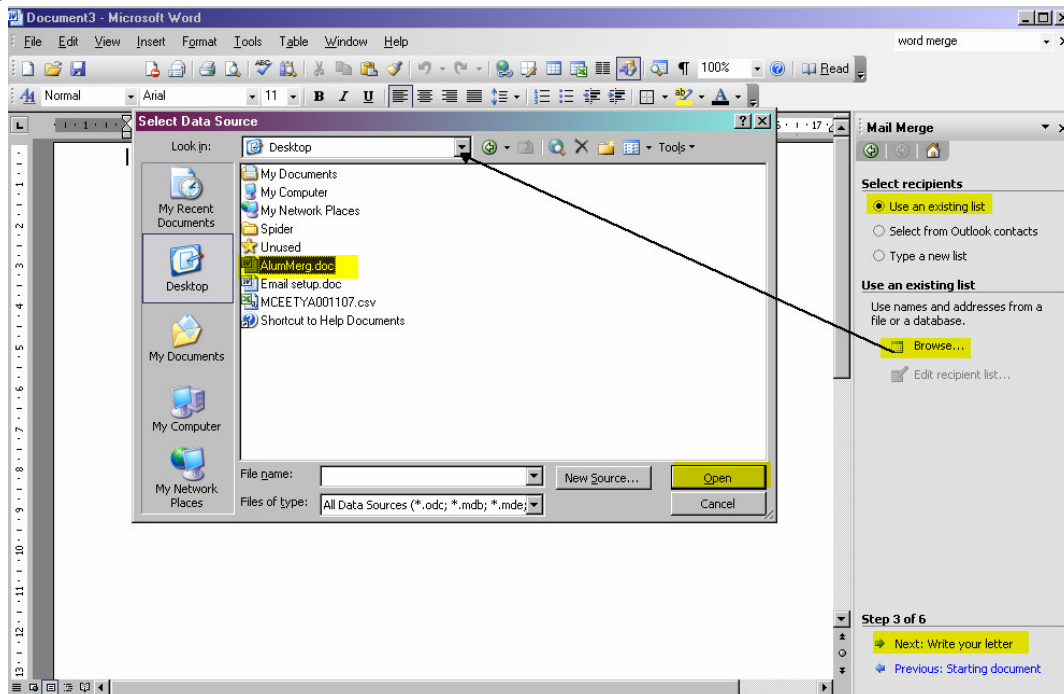 Document3 - Microsoft Word
File Edit View Insert Format Tools Table Window Help
word merge
100%
Read
Normal
Arial
11
B I U
Select Data Source
Look in:
Desktop
Tools
My Recent Documents
Desktop
My Documents
My Computer
My Network Places
My Documents
My Computer
My Network Places
Spider
Unused
AlumMerg.doc
Email setup.doc
MCEETYA001107.csv
Shortcut to Help Documents
File name:
New Source...
Open
Files of type:
All Data Sources (*.odc; *.mdb; *.mde;
Cancel
Mail Merge
Select recipients
Use an existing list
Select from Outlook contacts
Type a new list
Use an existing list
Use names and addresses from a
file or a database.
Browse...
Edit recipient list...
Step 3 of 6
Next: Write your letter
Previous: Starting document